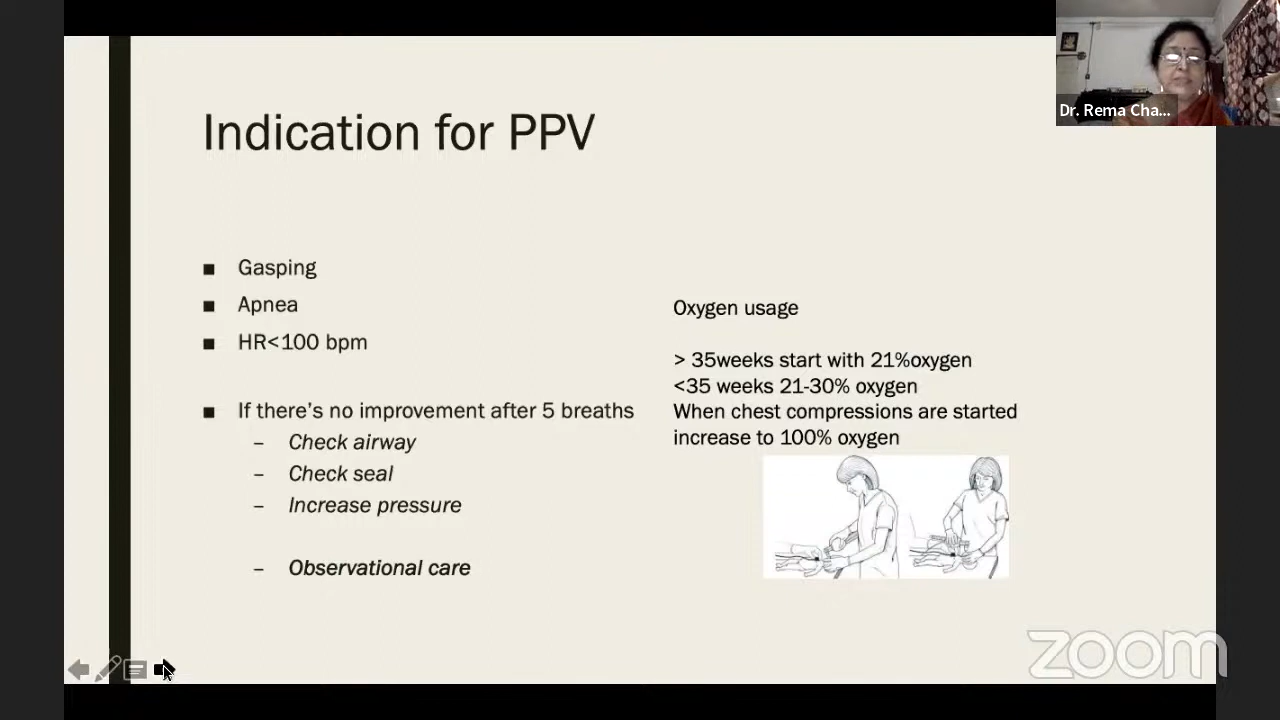 Indication for PPV
Gasping
Apnea
HR<100 bpm
If there's no improvement after 5 breaths
– Check airway
– Check seal
– Increase pressure
– Observational care
Oxygen usage
> 35weeks start with 21%oxygen
<35 weeks 21-30% oxygen
When chest compressions are started
increase to 100% oxygen
Dr. Rema Cha...
zoom